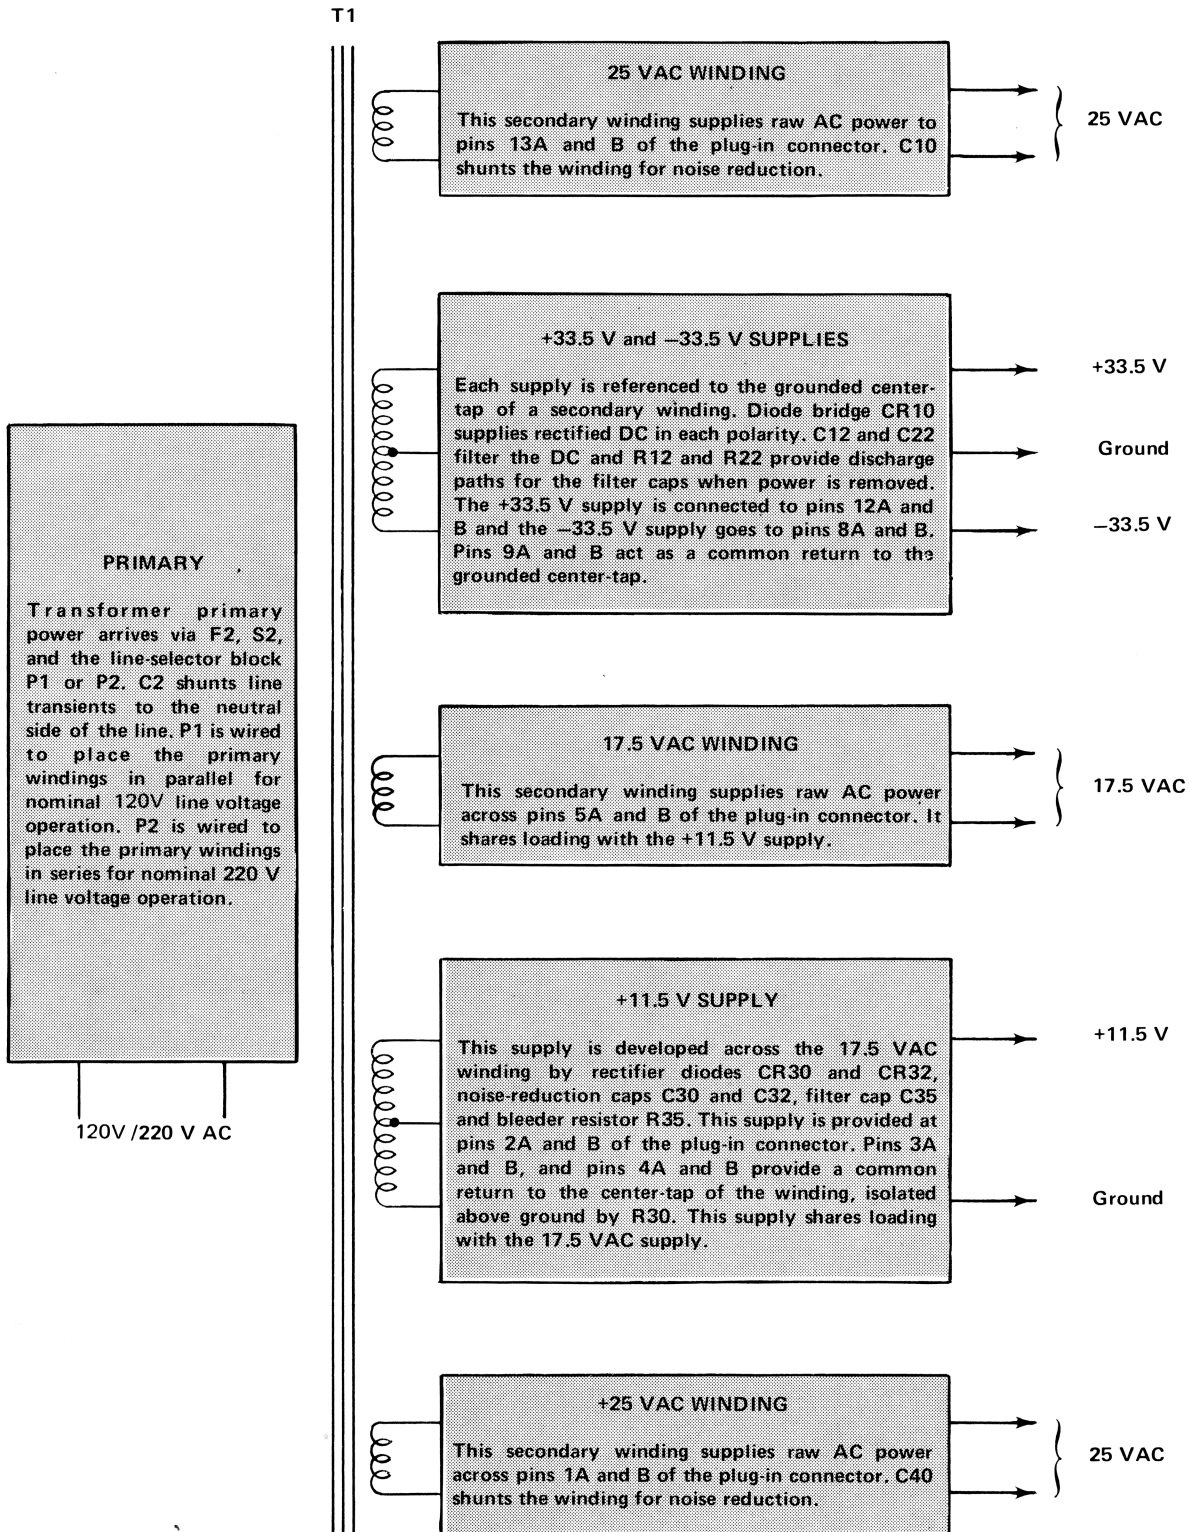 T1
25 VAC WINDING
This secondary winding supplies raw AC power to
pins 13A and B of the plug-in connector. C10
shunts the winding for noise reduction.
25 VAC
+33.5 V and −33.5 V SUPPLIES
Each supply is referenced to the grounded center-
tap of a secondary winding. Diode bridge CR10
supplies rectified DC in each polarity. C12 and C22
filter the DC and R12 and R22 provide discharge
paths for the filter caps when power is removed.
The +33.5 V supply is connected to pins 12A and
B and the −33.5 V supply goes to pins 8A and B.
Pins 9A and B act as a common return to the
grounded center-tap.
+33.5 V
Ground
−33.5 V
PRIMARY
Transformer primary
power arrives via F2, S2,
and the line-selector block
P1 or P2. C2 shunts line
transients to the neutral
side of the line. P1 is wired
to place the primary
windings in parallel for
nominal 120V line voltage
operation. P2 is wired to
place the primary windings
in series for nominal 220 V
line voltage operation.
120V/220 V AC
17.5 VAC WINDING
This secondary winding supplies raw AC power
across pins 5A and B of the plug-in connector. It
shares loading with the +11.5 V supply.
17.5 VAC
+11.5 V SUPPLY
This supply is developed across the 17.5 VAC
winding by rectifier diodes CR30 and CR32,
noise-reduction caps C30 and C32, filter cap C35
and bleeder resistor R35. This supply is provided at
pins 2A and B of the plug-in connector. Pins 3A
and B, and pins 4A and B provide a common
return to the center-tap of the winding, isolated
above ground by R30. This supply shares loading
with the 17.5 VAC supply.
+11.5 V
Ground
+25 VAC WINDING
This secondary winding supplies raw AC power
across pins 1A and B of the plug-in connector. C40
shunts the winding for noise reduction.
25 VAC